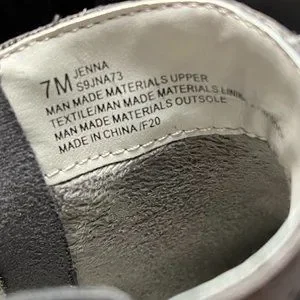 7M JENNA
S9JNA73
MAN MADE MATERIALS UPPER
TEXTILE/MAN MADE MATERIALS LINING
MAN MADE MATERIALS OUTSOLE
MADE IN CHINA /F20